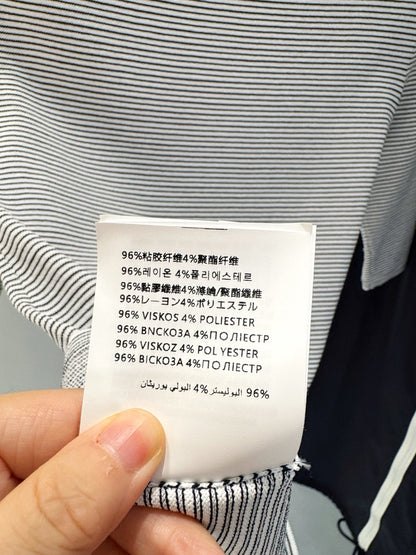 96%粘胶纤维4%聚酯纤维
96%레이온 4%폴리에스테르
96%黏膠纖維4%滌綸/聚酯纖維
96%レーヨン4%ポリエステル
96% VISKOS 4% POLIESTER
96% ВNСКОЗА 4%ПОЛІЕСТР
96% VISKOZ 4% POLYESTER
96% ВІСКОЗА 4%ПОЛІЕСТР
96% البوليستر 4% البولي يوريثان